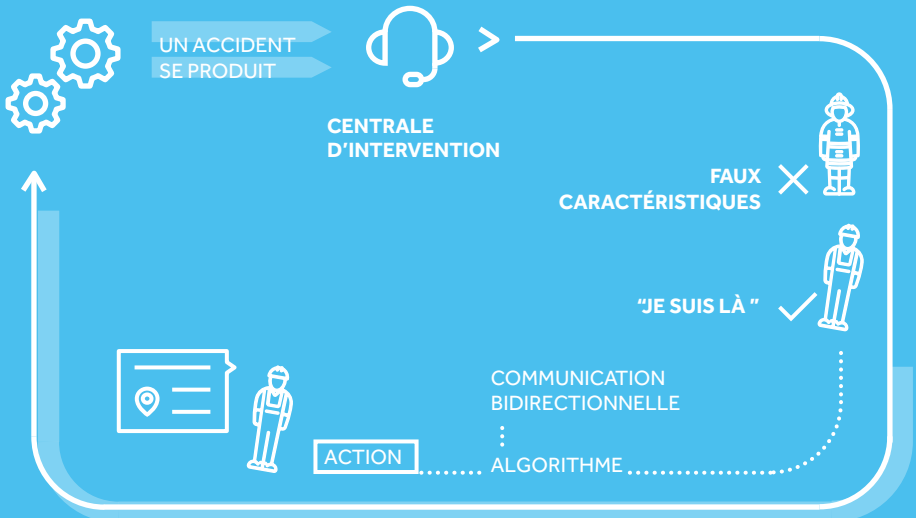 UN ACCIDENT
SE PRODUIT
CENTRALE
D'INTERVENTION
FAUX
CARACTÉRISTIQUES
“JE SUIS LÀ ”
COMMUNICATION
BIDIRECTIONNELLE
ACTION
ALGORITHME